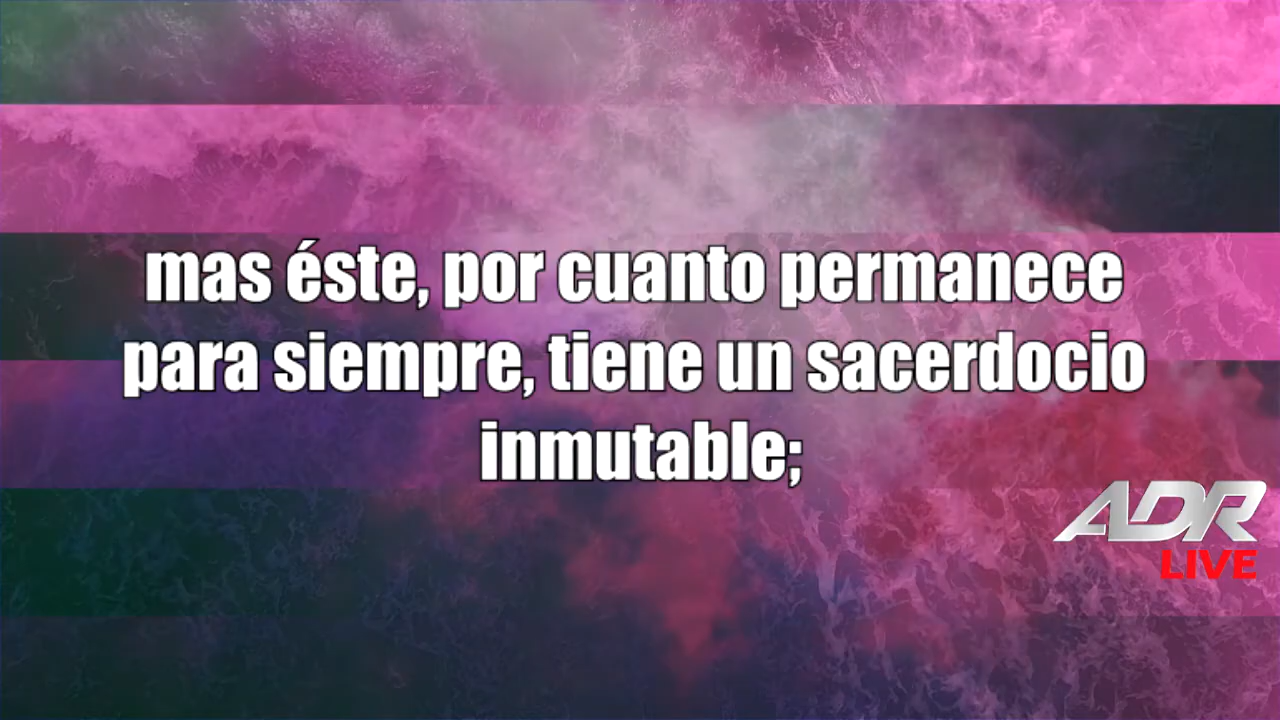 mas éste, por cuanto permanece
para siempre, tiene un sacerdocio
inmutable;
ADR
LIVE